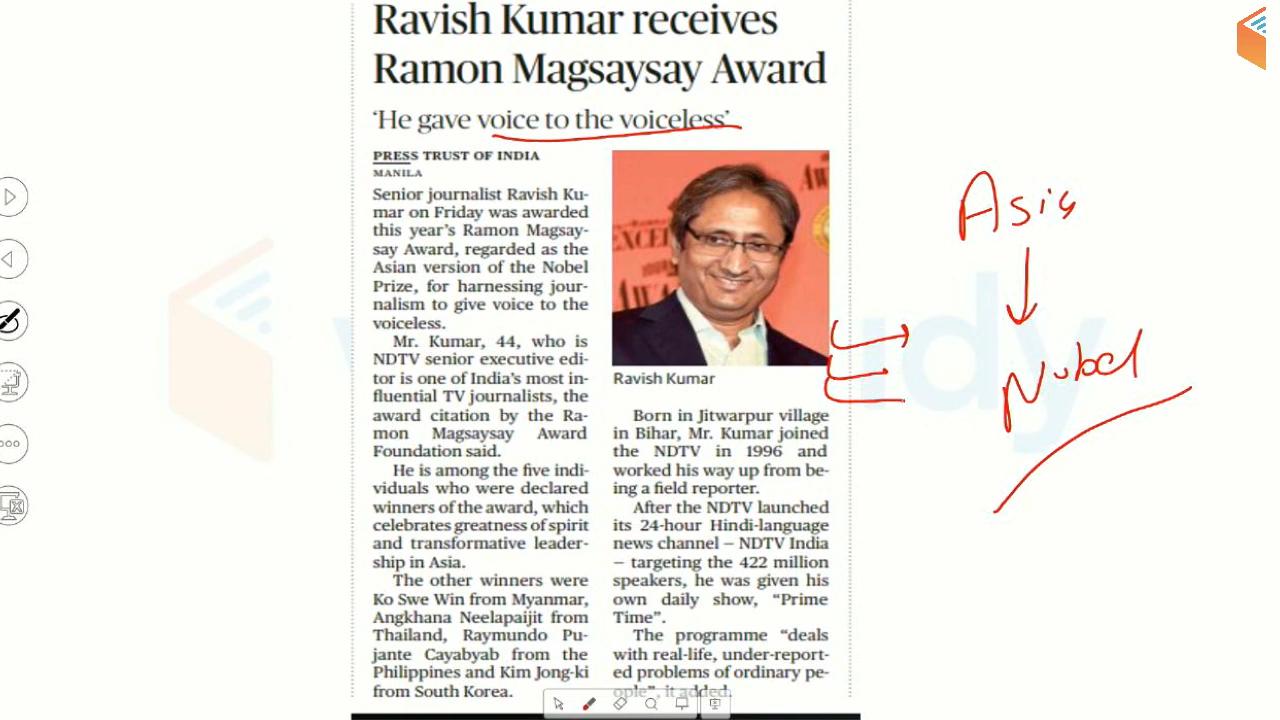 Ravish Kumar receives
Ramon Magsaysay Award
‘He gave voice to the voiceless’
PRESS TRUST OF INDIA
MANILA
Senior journalist Ravish Ku-
mar on Friday was awarded
this year’s Ramon Magsay-
say Award, regarded as the
Asian version of the Nobel
Prize, for harnessing jour-
nalism to give voice to the
voiceless.
Mr. Kumar, 44, who is
NDTV senior executive edi-
tor is one of India’s most in-
fluential TV journalists, the
award citation by the Ra-
mon Magsaysay Award
Foundation said.
He is among the five indi-
viduals who were declared
winners of the award, which
celebrates greatness of spirit
and transformative leader-
ship in Asia.
The other winners were
Ko Swe Win from Myanmar,
Angkhana Neelapaijit from
Thailand, Raymundo Pu-
jante Cayabyab from the
Philippines and Kim Jong-ki
from South Korea.
Ravish Kumar
Born in Jitwarpur village
in Bihar, Mr. Kumar joined
the NDTV in 1996 and
worked his way up from be-
ing a field reporter.
After the NDTV launched
its 24-hour Hindi-language
news channel – NDTV India
– targeting the 422 million
speakers, he was given his
own daily show, “Prime
Time”.
The programme “deals
with real-life, under-report-
ed problems of ordinary pe-
ople”, it added.
Asia
Nobel